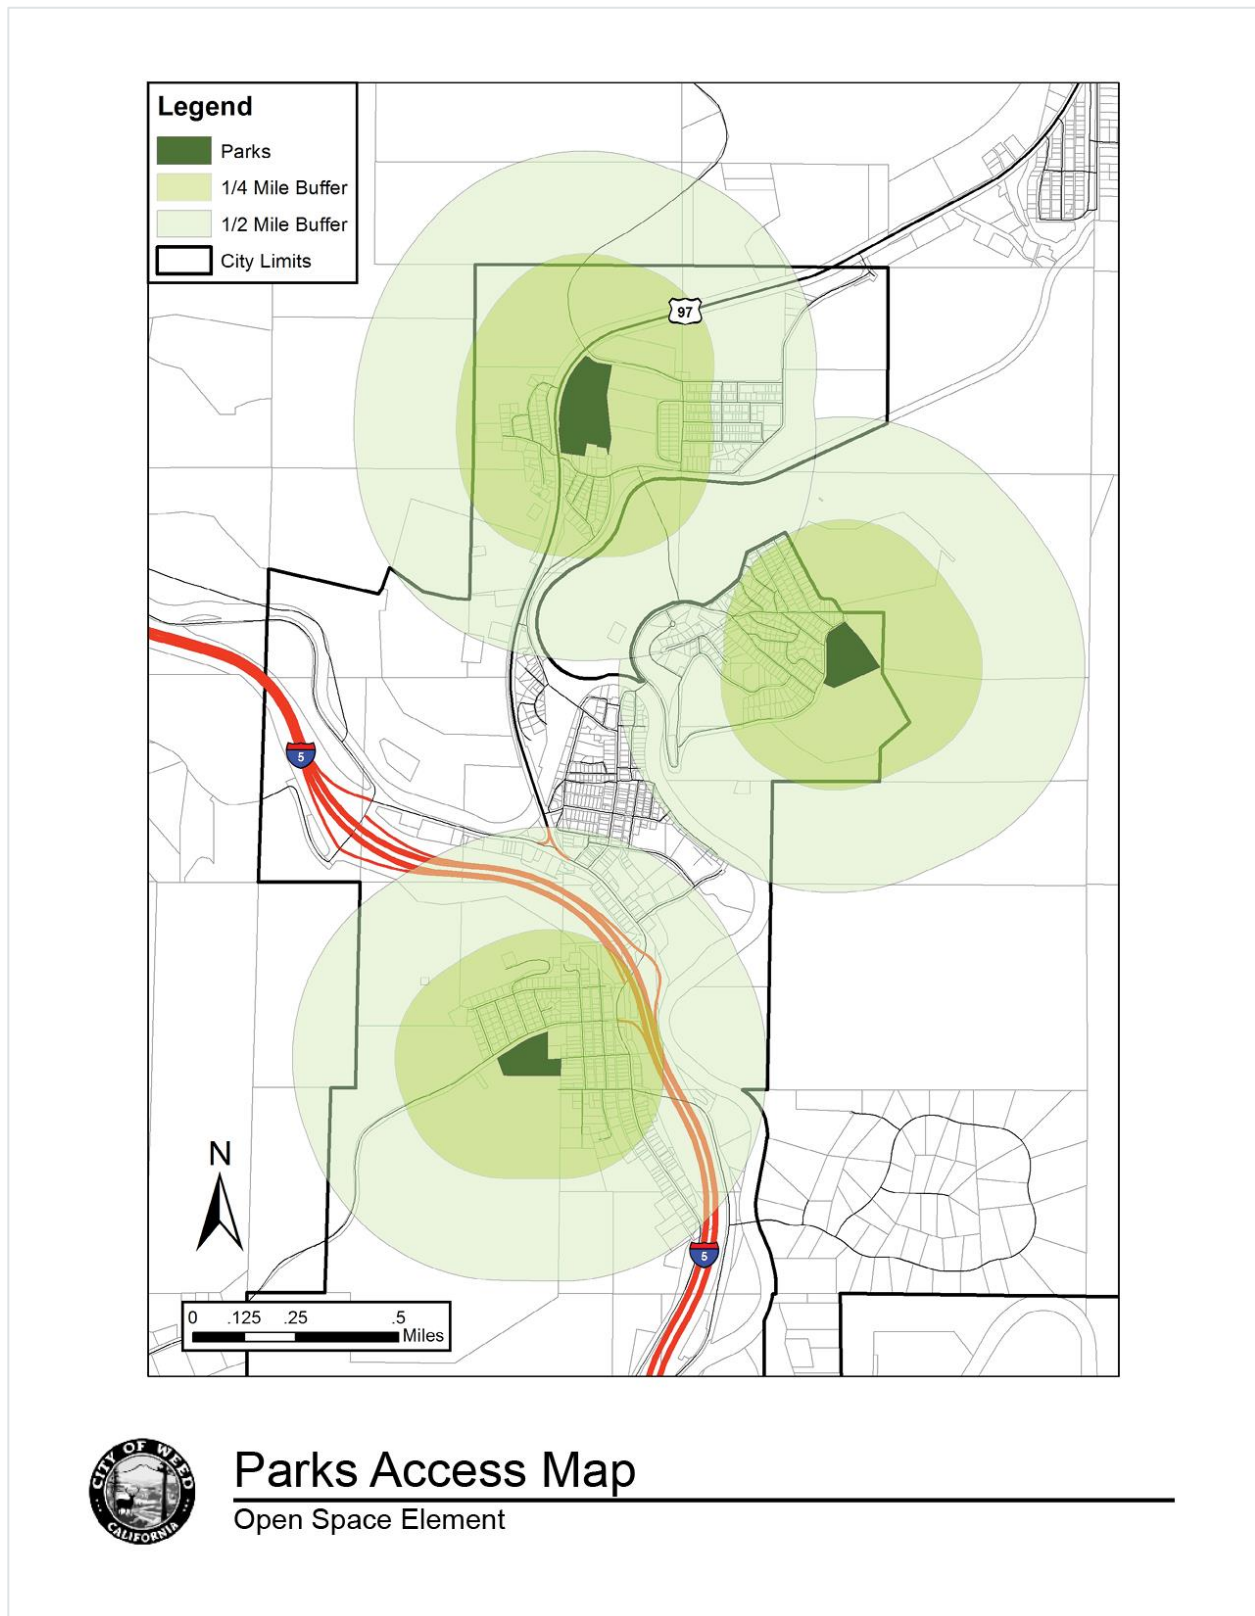 Legend
Parks
1/4 Mile Buffer
1/2 Mile Buffer
City Limits
97
5
N
5
0 .125 .25 .5
Miles
CITY OF WEED
CALIFORNIA
Parks Access Map
Open Space Element